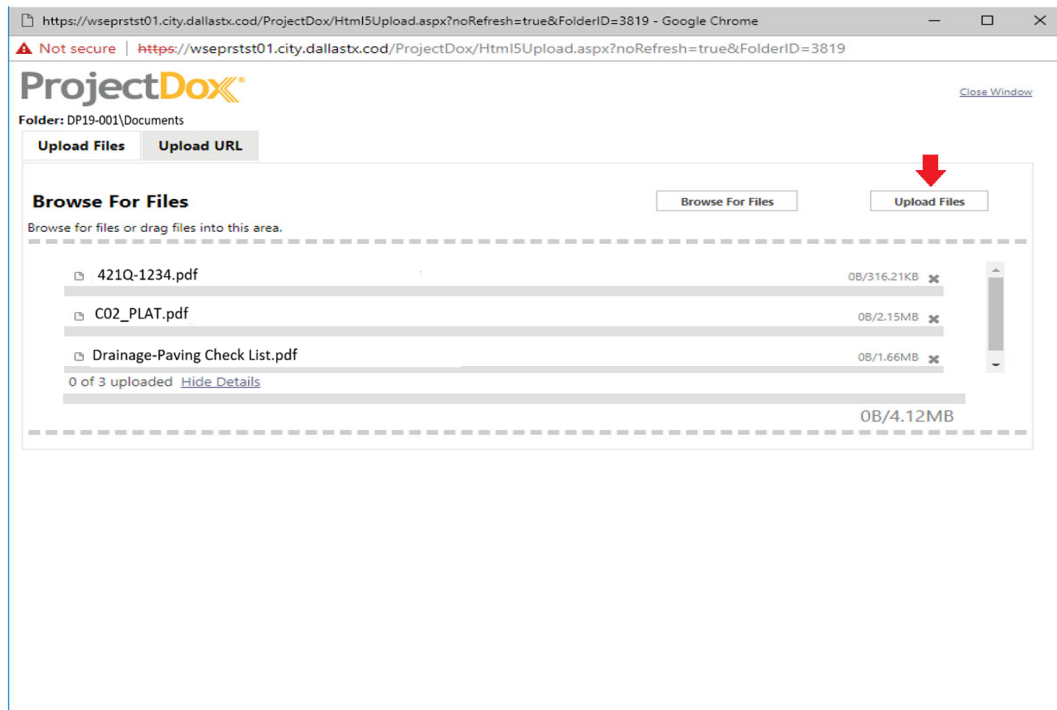 https://wseprstst01.city.dallastx.cod/ProjectDox/Html5Upload.aspx?noRefresh=true&FolderID=3819 - Google Chrome
Not secure | https://wseprstst01.city.dallastx.cod/ProjectDox/Html5Upload.aspx?noRefresh=true&FolderID=3819
ProjectDox
Close Window
Folder: DP19-001\Documents
Upload Files Upload URL
Browse For Files Browse For Files Upload Files
Browse for files or drag files into this area.
421Q-1234.pdf 0B/316.21KB
C02_PLAT.pdf 0B/2.15MB
Drainage-Paving Check List.pdf 0B/1.66MB
0 of 3 uploaded Hide Details
0B/4.12MB